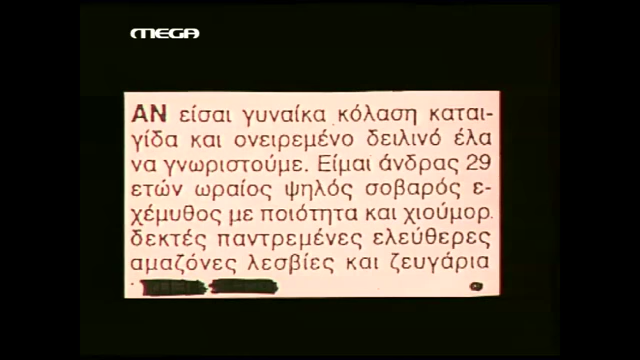 MEGA
ΑΝ είσαι γυναίκα κόλαση καται-
γίδα και ονειρεμένο δειλινό έλα
να γνωριστούμε. Είμαι άνδρας 29
ετών ωραίος ψηλός σοβαρός ε-
χέμυθος με ποιότητα και χιούμορ.
δεκτές παντρεμένες ελεύθερες
αμαζόνες λεσβίες και ζευγάρια